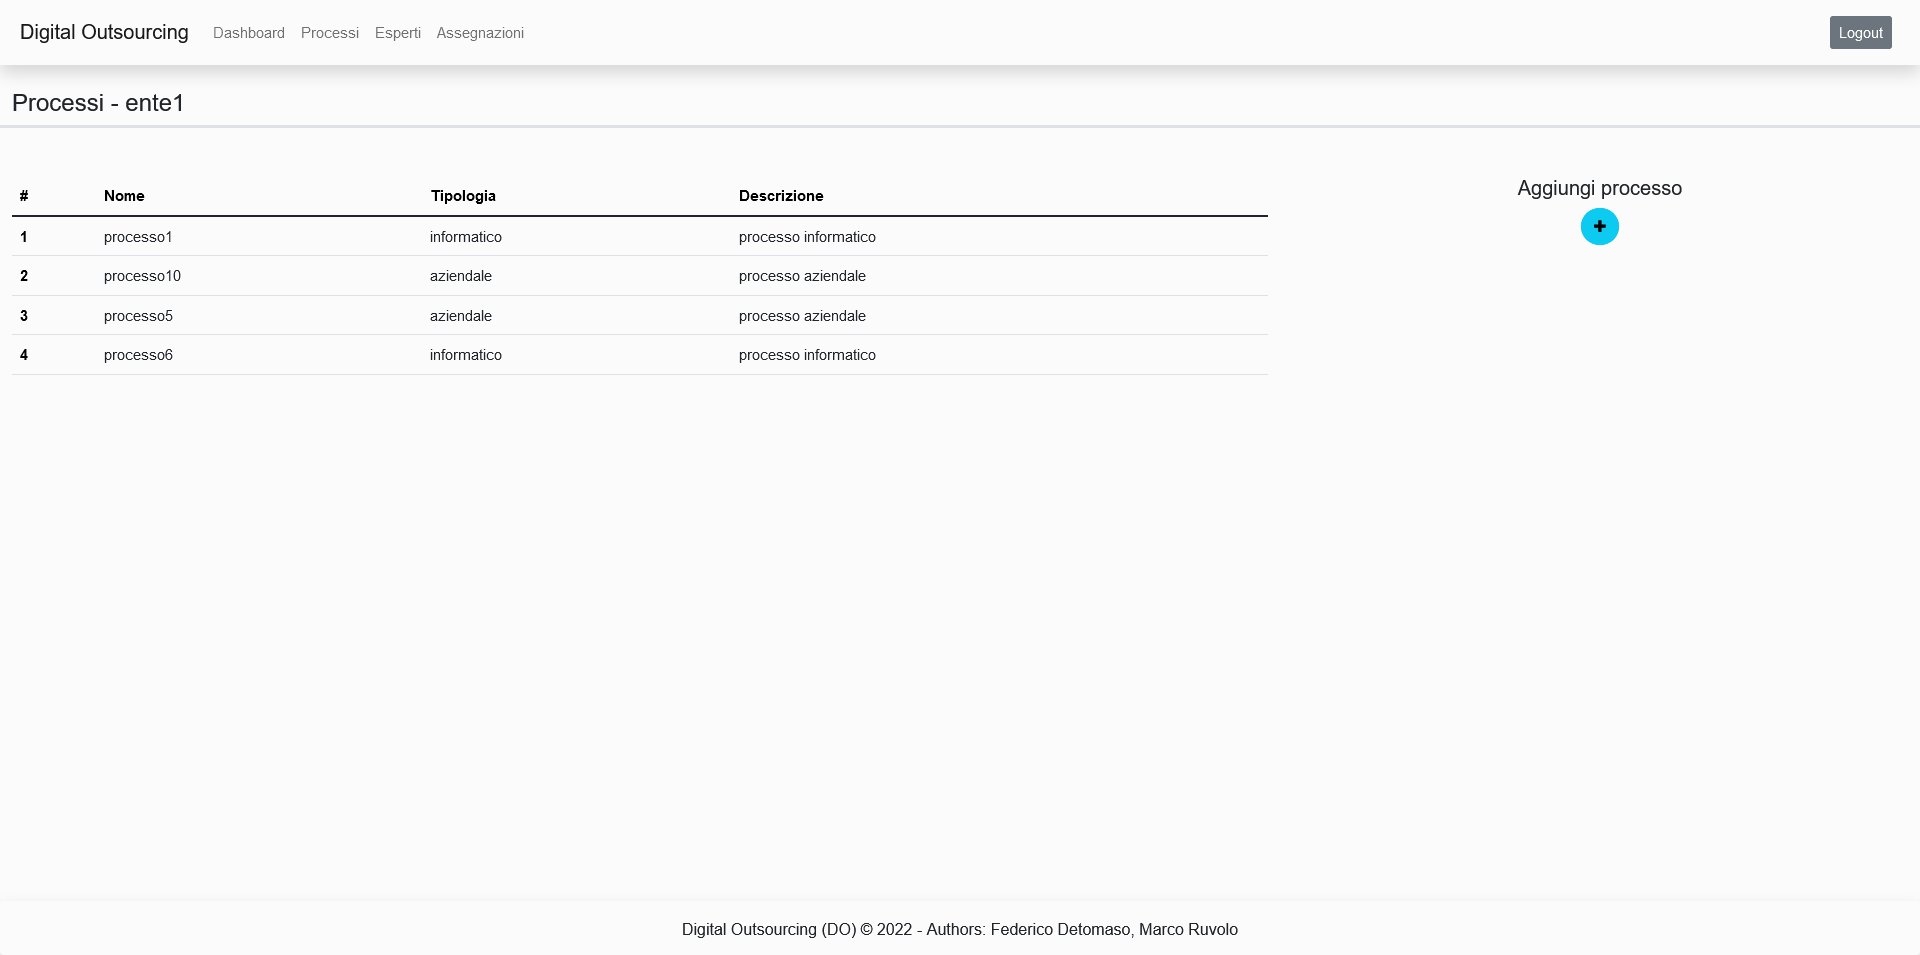 Digital Outsourcing Dashboard Processi Esperti Assegnazioni Logout
Processi - ente1
# Nome Tipologia Descrizione
1 processo1 informatico processo informatico
2 processo10 aziendale processo aziendale
3 processo5 aziendale processo aziendale
4 processo6 informatico processo informatico
Aggiungi processo
Digital Outsourcing (DO) © 2022 - Authors: Federico Detomaso, Marco Ruvolo